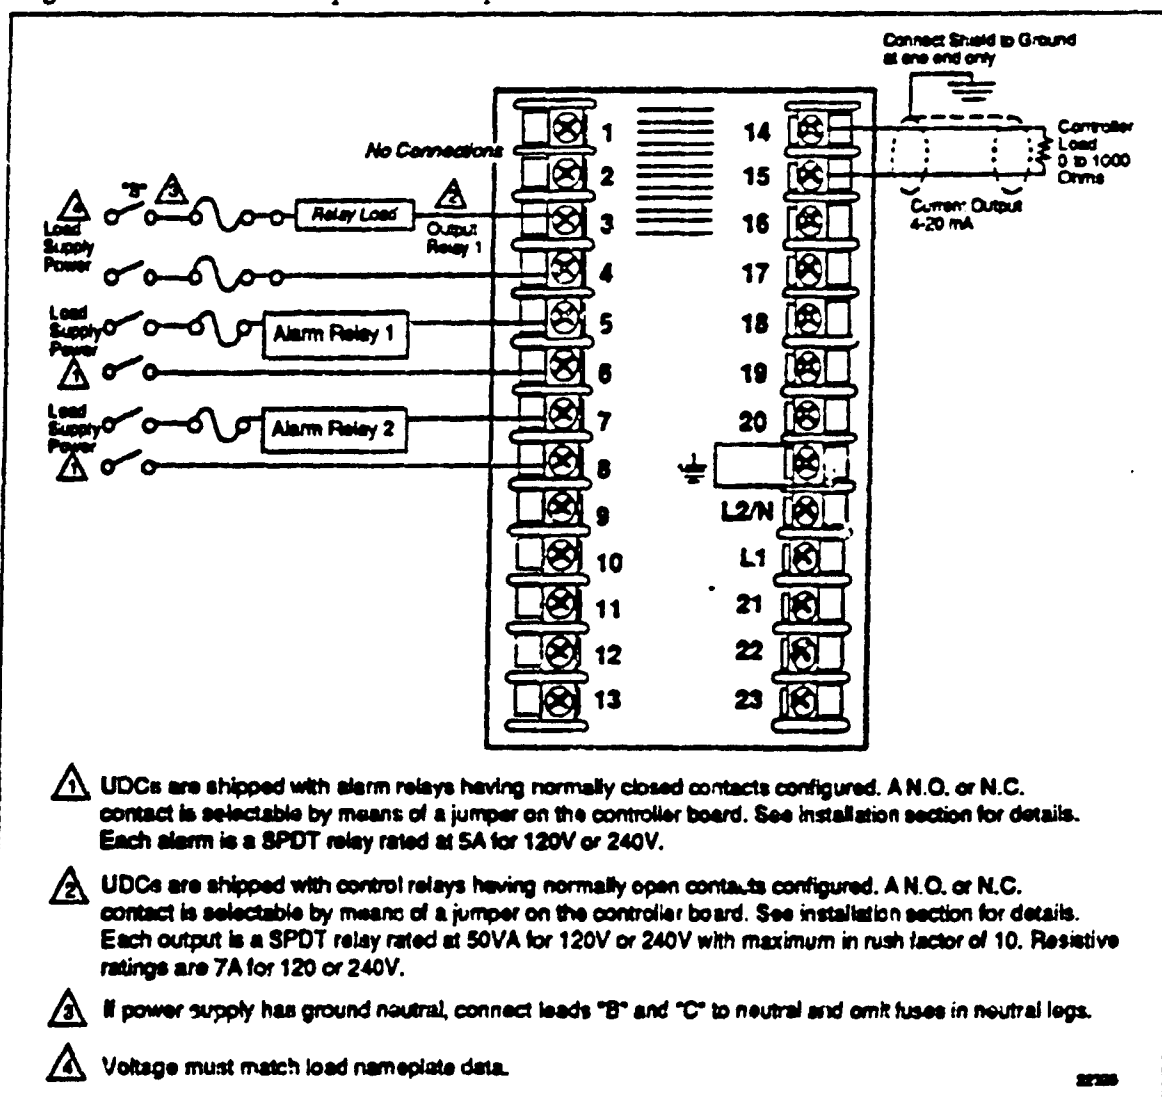 Connect Shield to Ground
at one end only
No Connections
1
2
3
4
5
6
7
8
9
10
11
12
13
14
15
16
17
18
19
20
L2/N
L1
21
22
23
Controller
Load
0 to 1000
Ohms
Current Output
4-20 mA
4
"B"
3
Load
Supply
Power
Relay Load
2
Output
Relay 1
Load
Supply
Power
1
Alarm Relay 1
Load
Supply
Power
1
Alarm Relay 2
1 UDCs are shipped with alarm relays having normally closed contacts configured. A N.O. or N.C.
contact is selectable by means of a jumper on the controller board. See installation section for details.
Each alarm is a SPDT relay rated at 5A for 120V or 240V.
2 UDCs are shipped with control relays having normally open contacts configured. A N.O. or N.C.
contact is selectable by means of a jumper on the controller board. See installation section for details.
Each output is a SPDT relay rated at 50VA for 120V or 240V with maximum in rush factor of 10. Resistive
ratings are 7A for 120 or 240V.
3 If power supply has ground neutral, connect leads "B" and "C" to neutral and omit fuses in neutral legs.
4 Voltage must match load nameplate data.